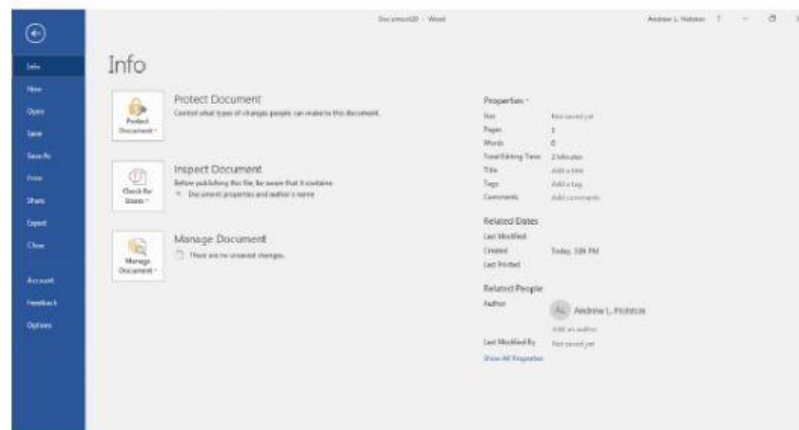 Document20 - Word
Andrew L. Holston ?
Info
New
Open
Save
Save As
Print
Share
Export
Close
Account
Feedback
Options
Info
Protect Document
Protect Document
Control what types of changes people can make to this document.
Check for Issues
Inspect Document
Before publishing this file, be aware that it contains:
Document properties and author's name
Manage Document
Manage Document
There are no unsaved changes.
Properties
Size Not saved yet
Pages 1
Words 0
Total Editing Time 2 Minutes
Title Add a title
Tags Add a tag
Comments Add comments
Related Dates
Last Modified
Created Today,
Last Printed
Related People
Author
Andrew L. Holston
Add an author
Last Modified By Not saved yet
Show All Properties